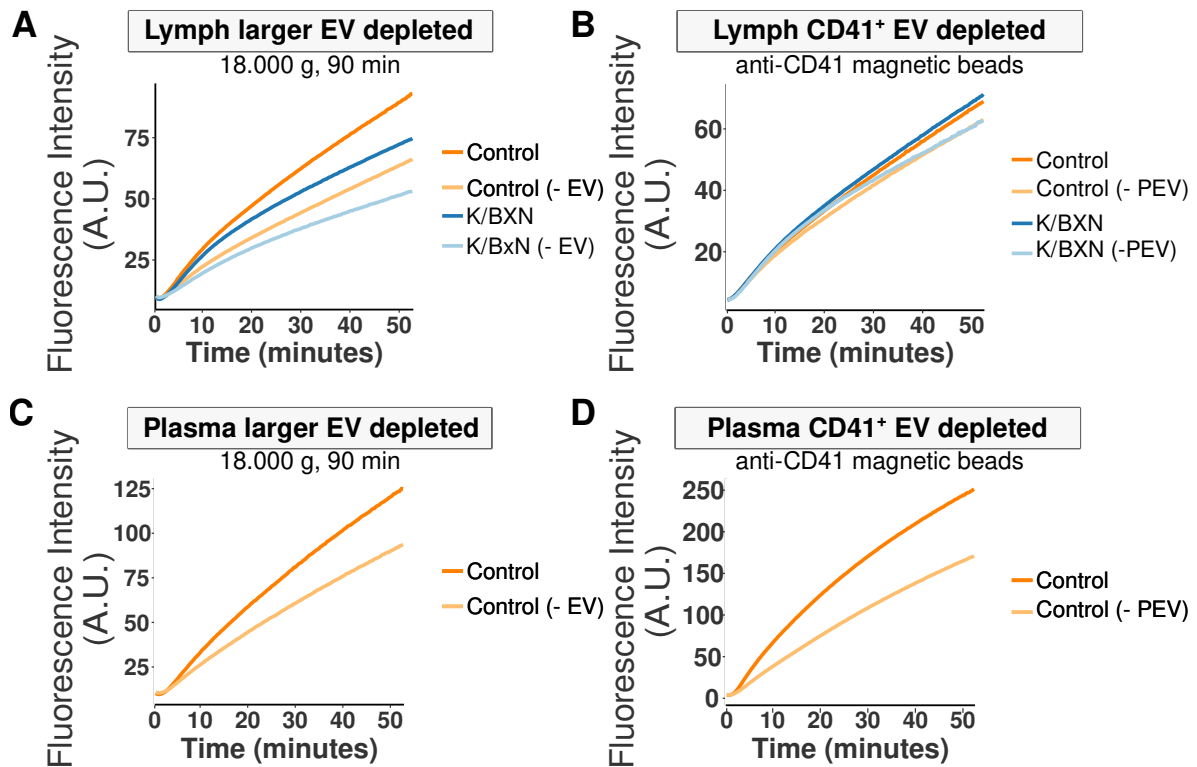 A
Lymph larger EV depleted
18.000 g, 90 min
Fluorescence Intensity
(A.U.)
75
50
25
0 10 20 30 40 50
Time (minutes)
Control
Control (- EV)
K/BXN
K/BxN (- EV)
B
Lymph CD41⁺ EV depleted
anti-CD41 magnetic beads
Fluorescence Intensity
(A.U.)
60
40
20
0 10 20 30 40 50
Time (minutes)
Control
Control (- PEV)
K/BXN
K/BXN (-PEV)
C
Plasma larger EV depleted
18.000 g, 90 min
Fluorescence Intensity
(A.U.)
125
100
75
50
25
0 10 20 30 40 50
Time (minutes)
Control
Control (- EV)
D
Plasma CD41⁺ EV depleted
anti-CD41 magnetic beads
Fluorescence Intensity
(A.U.)
250
200
150
100
50
0
0 10 20 30 40 50
Time (minutes)
Control
Control (- PEV)